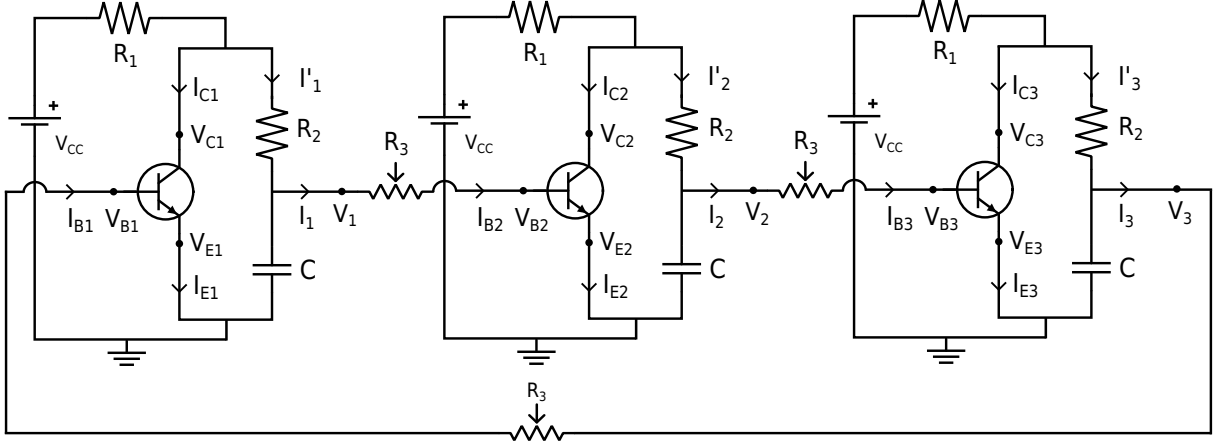 R1 R1 R1
I'1 I'2 I'3
IC1 IC2 IC3
+ + +
R2 R2 R2
VCC VC1 R3 VCC VC2 R3 VCC VC3
IB1 VB1 I1 V1 IB2 VB2 I2 V2 IB3 VB3 I3 V3
VE1 VE2 VE3
C C C
IE1 IE2 IE3
R3